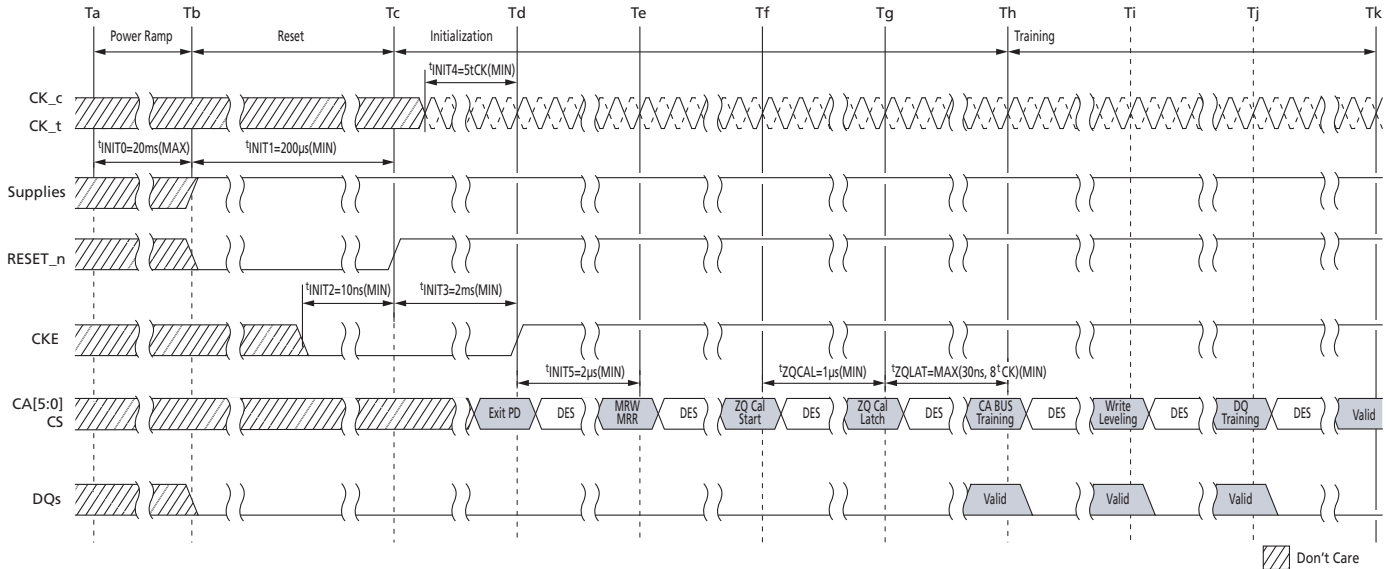 Ta Tb Tc Td Te Tf Tg Th Ti Tj Tk
Power Ramp Reset Initialization Training
tINIT4=5tCK(MIN)
CK_c
CK_t
tINIT0=20ms(MAX) tINIT1=200µs(MIN)
Supplies
RESET_n
tINIT2=10ns(MIN) tINIT3=2ms(MIN)
CKE
tINIT5=2µs(MIN) tZQCAL=1µs(MIN) tZQLAT=MAX(30ns, 8tCK)(MIN)
CA[5:0]
CS
Exit PD DES MRW MRR DES ZQ Cal Start DES ZQ Cal Latch DES CA BUS Training DES Write Leveling DES DQ Training DES Valid
DQs Valid Valid Valid
Don't Care